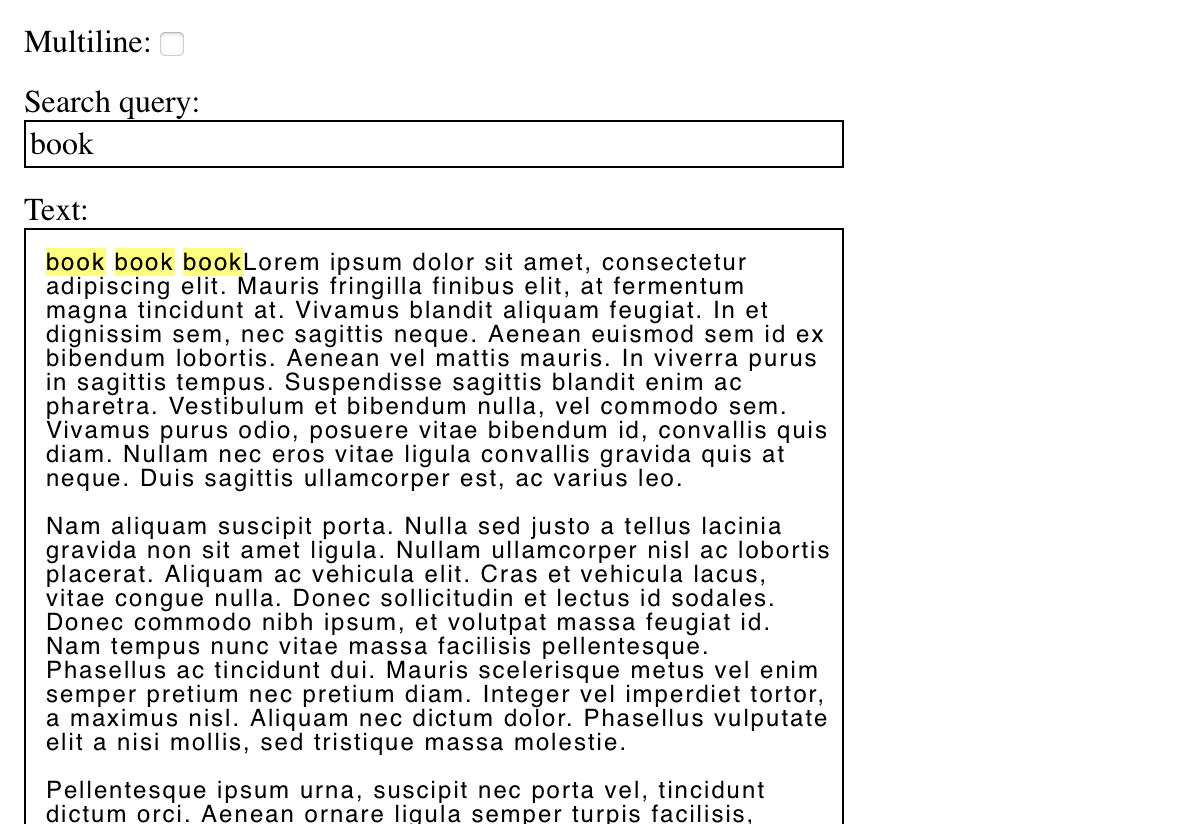 Multiline:
Search query:
book
Text:
book book bookLorem ipsum dolor sit amet, consectetur
adipiscing elit. Mauris fringilla finibus elit, at fermentum
magna tincidunt at. Vivamus blandit aliquam feugiat. In et
dignissim sem, nec sagittis neque. Aenean euismod sem id ex
bibendum lobortis. Aenean vel mattis mauris. In viverra purus
in sagittis tempus. Suspendisse sagittis blandit enim ac
pharetra. Vestibulum et bibendum nulla, vel commodo sem.
Vivamus purus odio, posuere vitae bibendum id, convallis quis
diam. Nullam nec eros vitae ligula convallis gravida quis at
neque. Duis sagittis ullamcorper est, ac varius leo.
Nam aliquam suscipit porta. Nulla sed justo a tellus lacinia
gravida non sit amet ligula. Nullam ullamcorper nisl ac lobortis
placerat. Aliquam ac vehicula elit. Cras et vehicula lacus,
vitae congue nulla. Donec sollicitudin et lectus id sodales.
Donec commodo nibh ipsum, et volutpat massa feugiat id.
Nam tempus nunc vitae massa facilisis pellentesque.
Phasellus ac tincidunt dui. Mauris scelerisque metus vel enim
semper pretium nec pretium diam. Integer vel imperdiet tortor,
a maximus nisl. Aliquam nec dictum dolor. Phasellus vulputate
elit a nisi mollis, sed tristique massa molestie.
Pellentesque ipsum urna, suscipit nec porta vel, tincidunt
dictum orci. Aenean ornare ligula semper turpis facilisis,